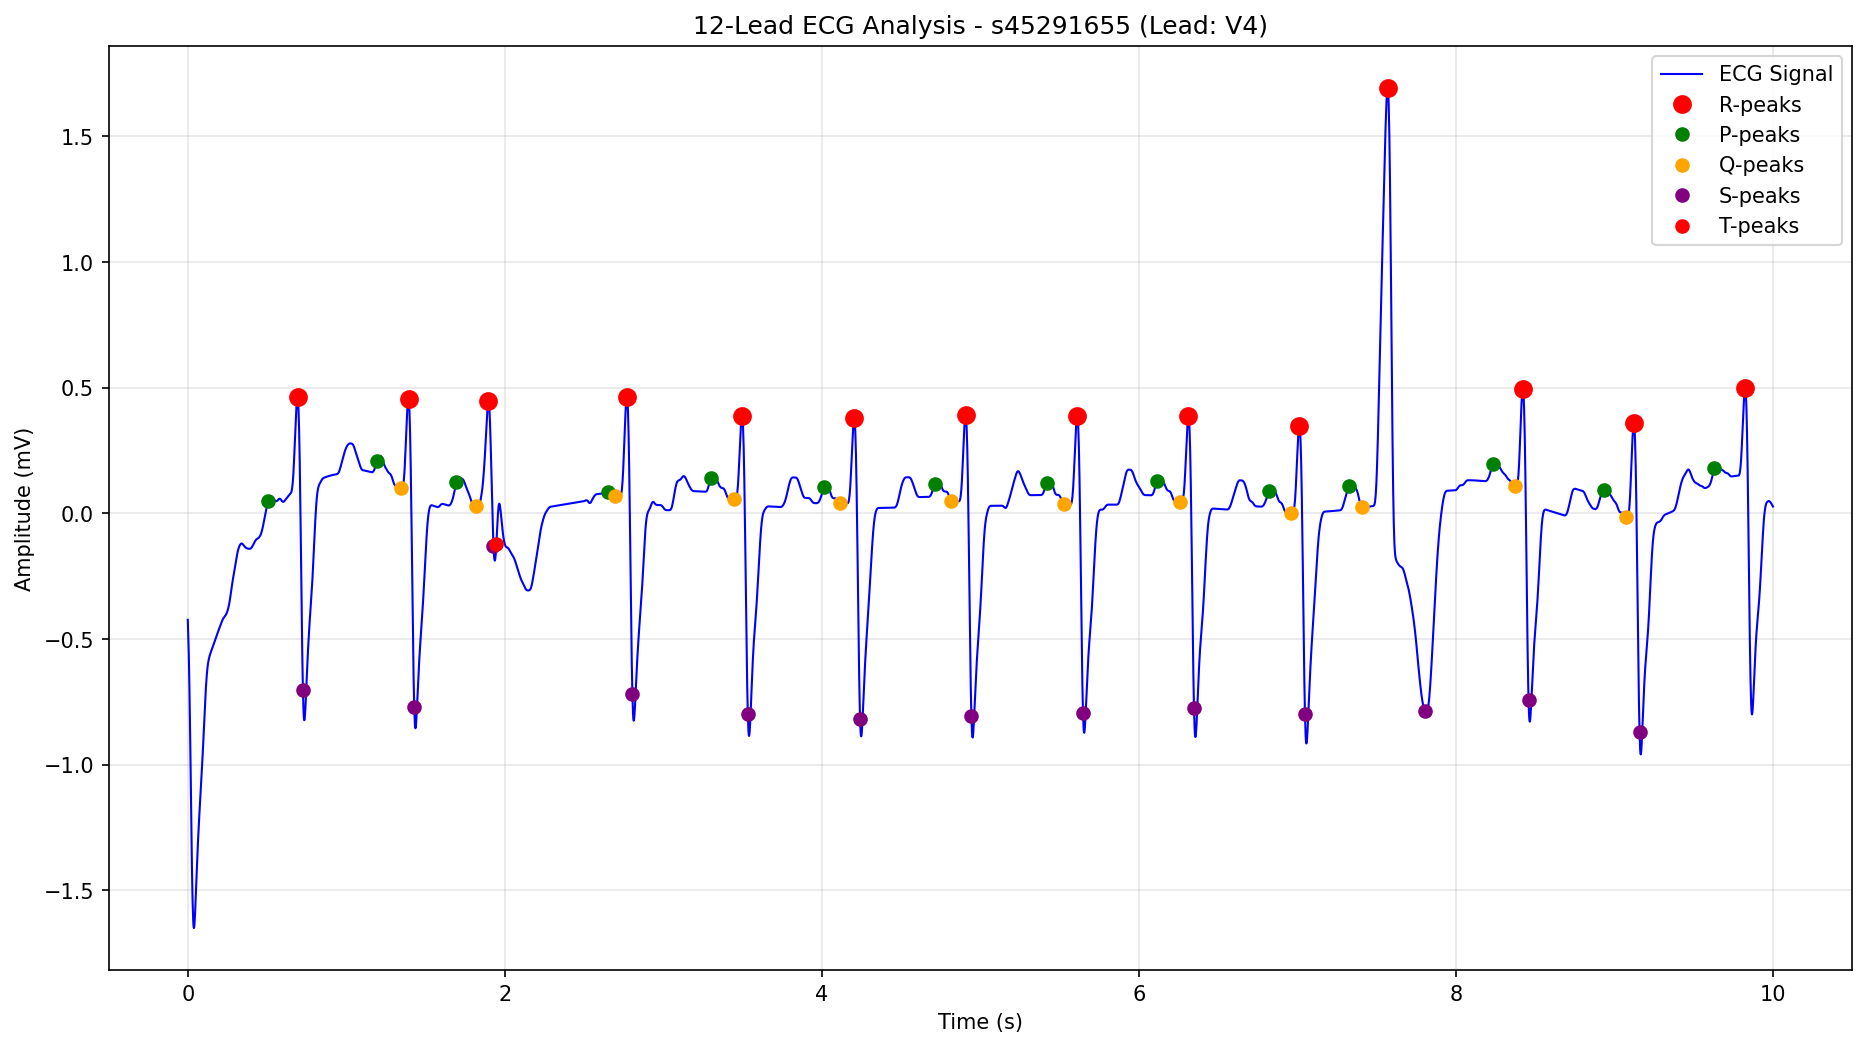 12-Lead ECG Analysis - s45291655 (Lead: V4)
ECG Signal
R-peaks
P-peaks
Q-peaks
S-peaks
T-peaks
Amplitude (mV)
1.5
1.0
0.5
0.0
−0.5
−1.0
−1.5
0 2 4 6 8 10
Time (s)